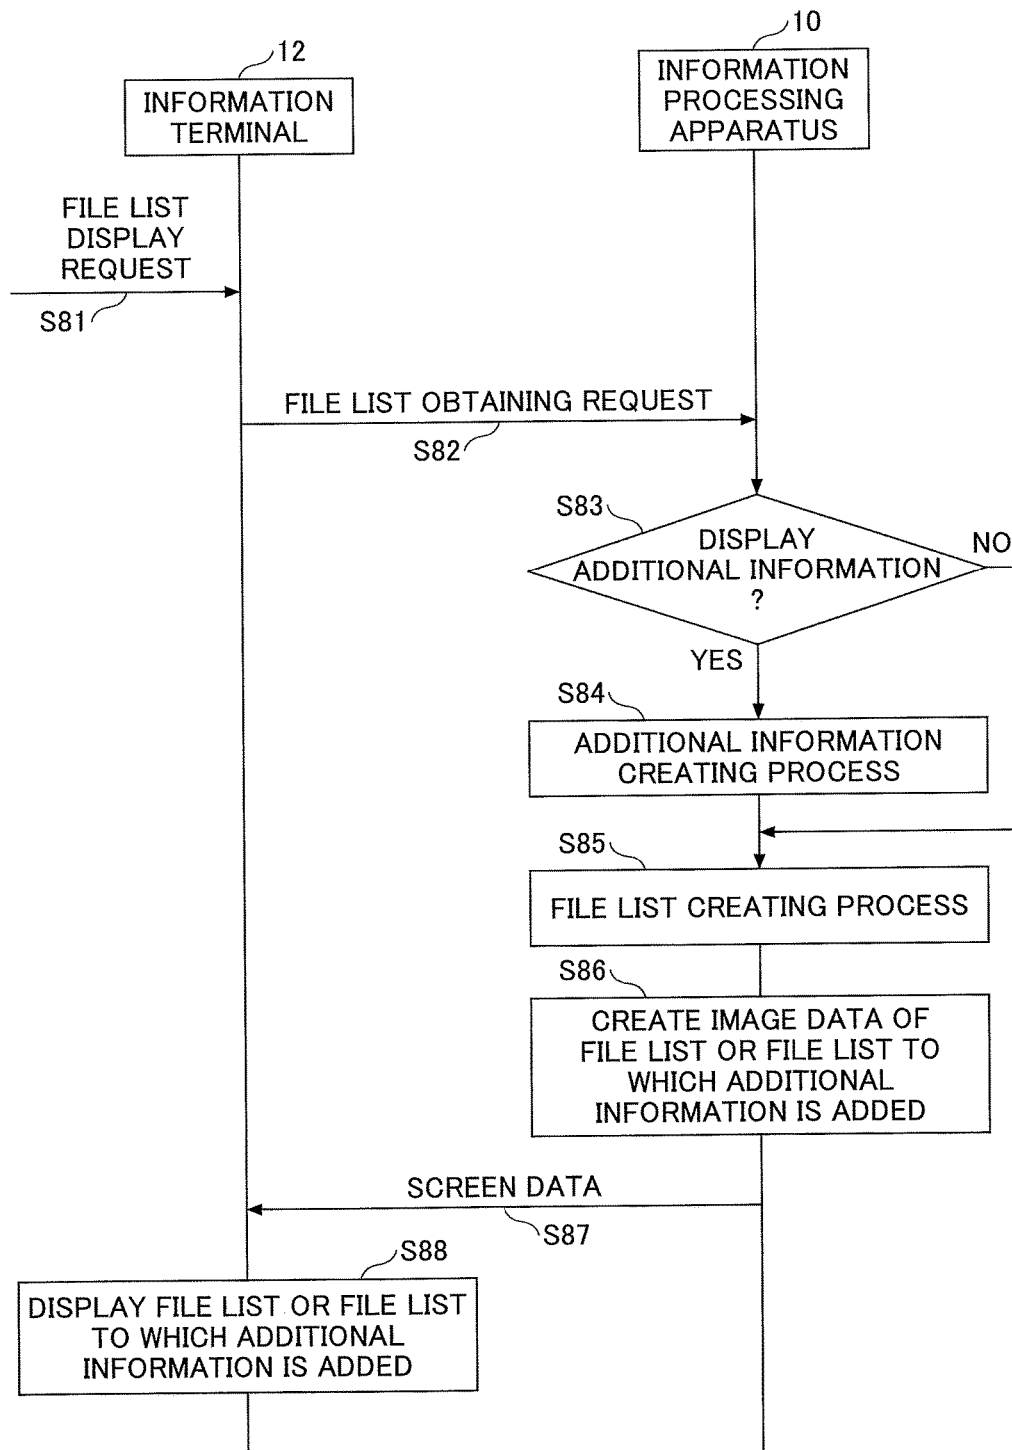 12
INFORMATION
TERMINAL
10
INFORMATION
PROCESSING
APPARATUS
FILE LIST
DISPLAY
REQUEST
S81
FILE LIST OBTAINING REQUEST
S82
S83
DISPLAY
ADDITIONAL INFORMATION
?
NO
YES
S84
ADDITIONAL INFORMATION
CREATING PROCESS
S85
FILE LIST CREATING PROCESS
S86
CREATE IMAGE DATA OF
FILE LIST OR FILE LIST TO
WHICH ADDITIONAL
INFORMATION IS ADDED
SCREEN DATA
S87
S88
DISPLAY FILE LIST OR FILE LIST
TO WHICH ADDITIONAL
INFORMATION IS ADDED